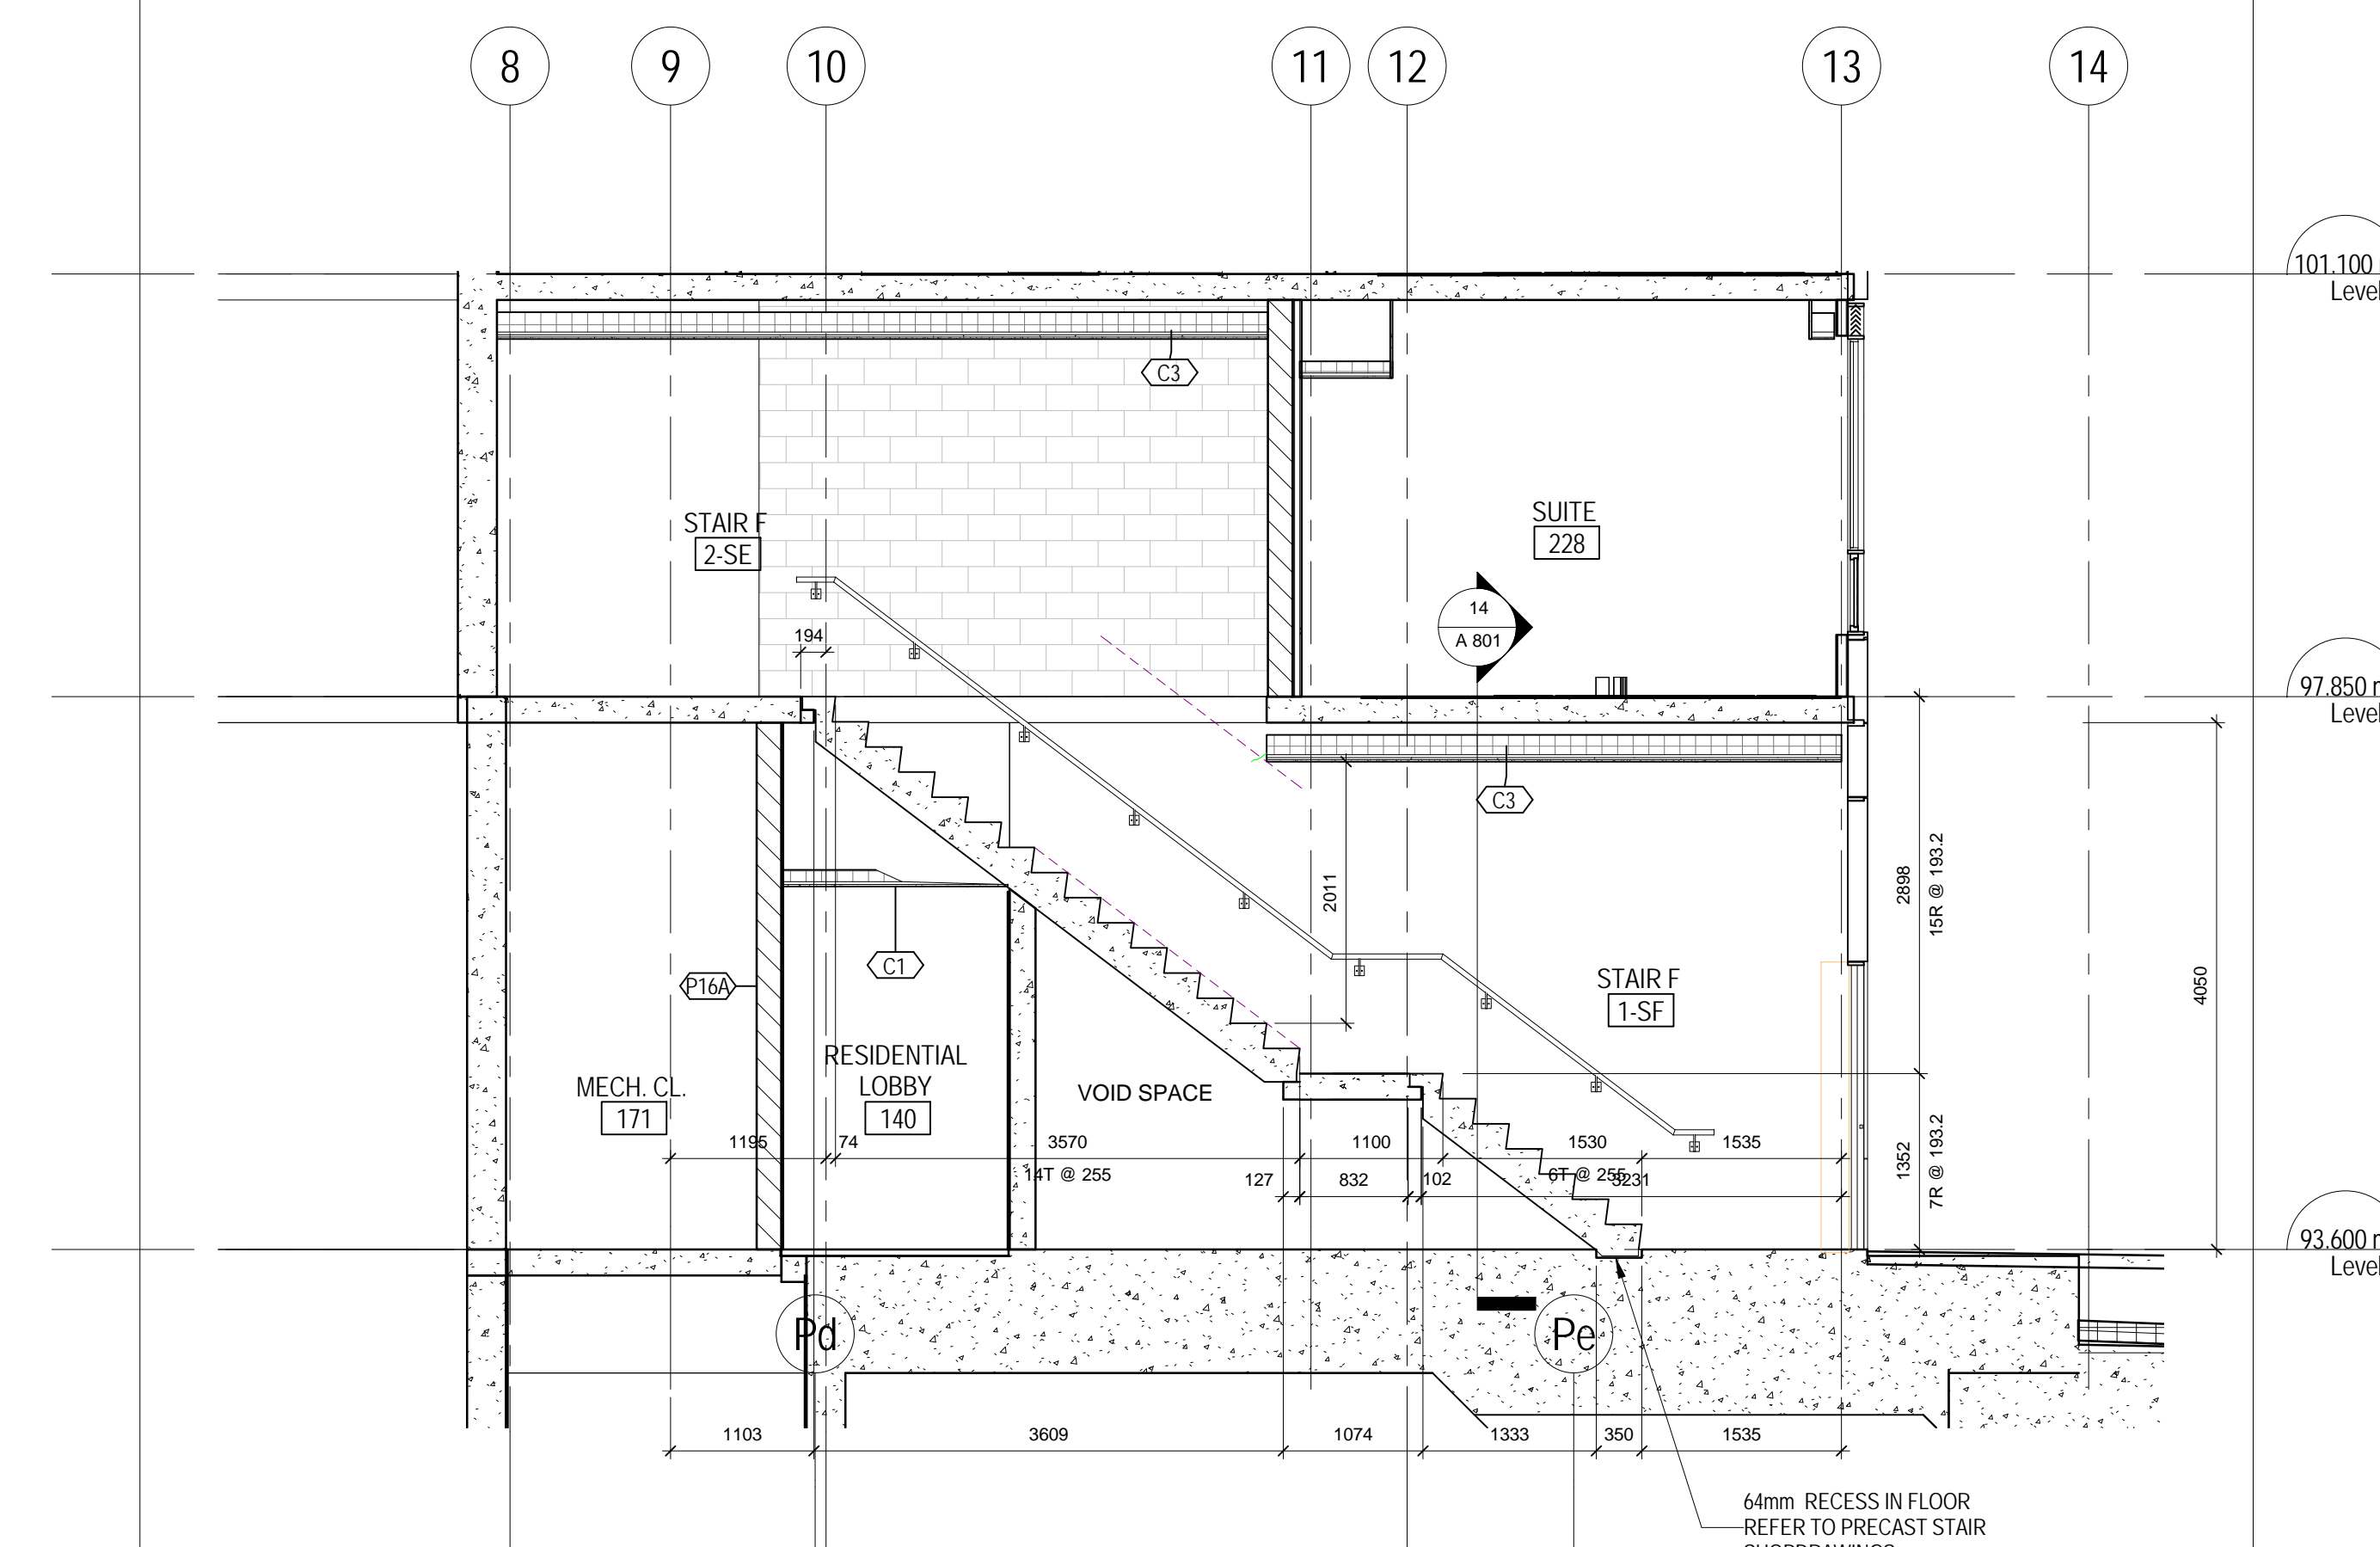 8 9 10 11 12 13 14
101.100
Level
C3
STAIR F
2-SE
SUITE
228
14
A 801
194
97.850
Level
C3
2011
2898
15R @ 193.2
4050
C1
P16A
STAIR F
1-SF
RESIDENTIAL
LOBBY
140
MECH. CL.
171
VOID SPACE
1195 74 3570 1100 1530 1535
14T @ 255 127 832 102 6T @ 255 3231
1352
7R @ 193.2
93.600
Level
Pd Pe
1103 3609 1074 1333 350 1535
64mm RECESS IN FLOOR
REFER TO PRECAST STAIR